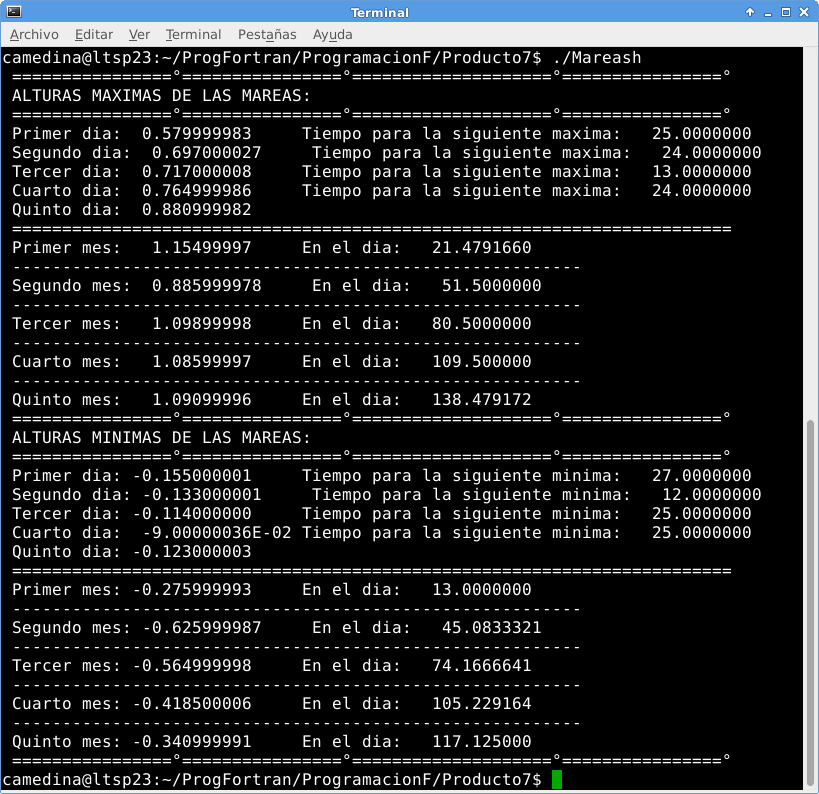 Terminal
Archivo Editar Ver Terminal Pestañas Ayuda
camedina@ltsp23:~/ProgFortran/ProgramacionF/Producto7$ ./Mareash
================°================°====================°================°
ALTURAS MAXIMAS DE LAS MAREAS:
================°================°====================°================°
Primer dia:  0.579999983     Tiempo para la siguiente maxima:   25.0000000
Segundo dia:  0.697000027     Tiempo para la siguiente maxima:   24.0000000
Tercer dia:  0.717000008     Tiempo para la siguiente maxima:   13.0000000
Cuarto dia:  0.764999986     Tiempo para la siguiente maxima:   24.0000000
Quinto dia:  0.880999982
========================================================================
Primer mes:   1.15499997     En el dia:   21.4791660
---------------------------------------------------------
Segundo mes:  0.885999978     En el dia:   51.5000000
---------------------------------------------------------
Tercer mes:   1.09899998     En el dia:   80.5000000
---------------------------------------------------------
Cuarto mes:   1.08599997     En el dia:   109.500000
---------------------------------------------------------
Quinto mes:   1.09099996     En el dia:   138.479172
================°================°====================°================°
ALTURAS MINIMAS DE LAS MAREAS:
================°================°====================°================°
Primer dia: -0.155000001     Tiempo para la siguiente minima:   27.0000000
Segundo dia: -0.133000001     Tiempo para la siguiente minima:   12.0000000
Tercer dia: -0.114000000     Tiempo para la siguiente minima:   25.0000000
Cuarto dia:  -9.00000036E-02 Tiempo para la siguiente minima:   25.0000000
Quinto dia: -0.123000003
========================================================================
Primer mes: -0.275999993     En el dia:   13.0000000
---------------------------------------------------------
Segundo mes: -0.625999987     En el dia:   45.0833321
---------------------------------------------------------
Tercer mes: -0.564999998     En el dia:   74.1666641
---------------------------------------------------------
Cuarto mes: -0.418500006     En el dia:   105.229164
---------------------------------------------------------
Quinto mes: -0.340999991     En el dia:   117.125000
================°================°====================°================°
camedina@ltsp23:~/ProgFortran/ProgramacionF/Producto7$